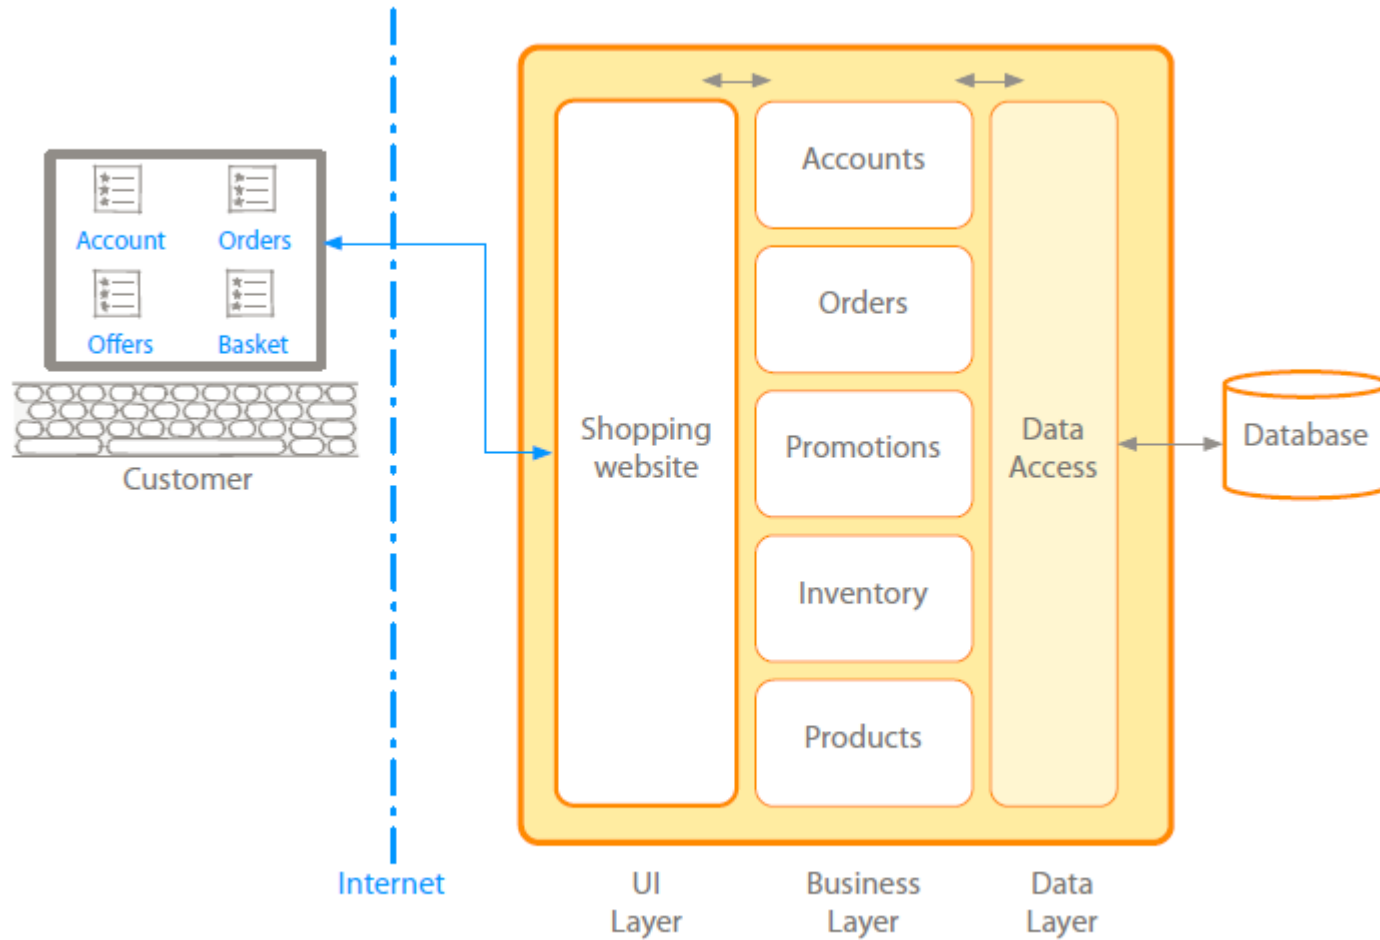 Account
Orders
Offers
Basket
Customer
Internet
Shopping
website
Accounts
Orders
Promotions
Inventory
Products
Data
Access
Database
UI
Layer
Business
Layer
Data
Layer